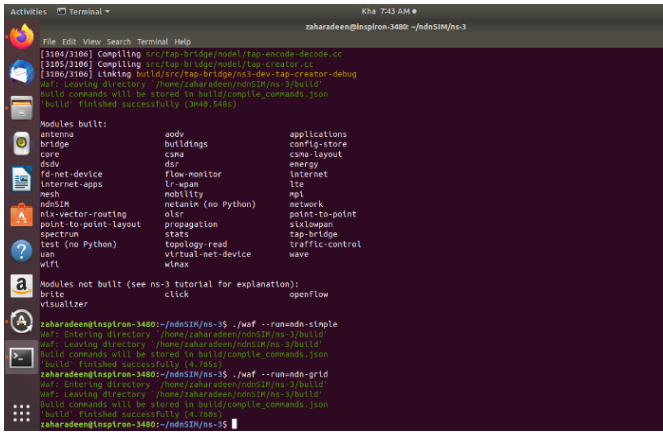 Activities Terminal Kha 7:43 AM
zaharadeen@inspiron-3480: ~/ndnSIM/ns-3
File Edit View Search Terminal Help
[3104/3106] Compiling src/tap-bridge/model/tap-encode-decode.cc
[3105/3106] Compiling src/tap-bridge/model/tap-creator.cc
[3106/3106] Linking build/src/tap-bridge/ns3-dev-tap-creator-debug
Waf: Leaving directory `/home/zaharadeen/ndnSIM/ns-3/build'
Build commands will be stored in build/compile_commands.json
'build' finished successfully (3m40.548s)
Modules built:
antenna aodv applications
bridge buildings config-store
core csma csma-layout
dsdv dsr energy
fd-net-device flow-monitor internet
internet-apps lr-wpan lte
mesh mobility mpi
ndnSIM netanim (no Python) network
nix-vector-routing olsr point-to-point
point-to-point-layout propagation sixlowpan
spectrum stats tap-bridge
test (no Python) topology-read traffic-control
uan virtual-net-device wave
wifi wimax
Modules not built (see ns-3 tutorial for explanation):
brite click openflow
visualizer
zaharadeen@inspiron-3480:~/ndnSIM/ns-3$ ./waf --run=ndn-simple
Waf: Entering directory `/home/zaharadeen/ndnSIM/ns-3/build'
Waf: Leaving directory `/home/zaharadeen/ndnSIM/ns-3/build'
Build commands will be stored in build/compile_commands.json
'build' finished successfully (4.765s)
zaharadeen@inspiron-3480:~/ndnSIM/ns-3$ ./waf --run=ndn-grid
Waf: Entering directory `/home/zaharadeen/ndnSIM/ns-3/build'
Waf: Leaving directory `/home/zaharadeen/ndnSIM/ns-3/build'
Build commands will be stored in build/compile_commands.json
'build' finished successfully (4.760s)
zaharadeen@inspiron-3480:~/ndnSIM/ns-3$